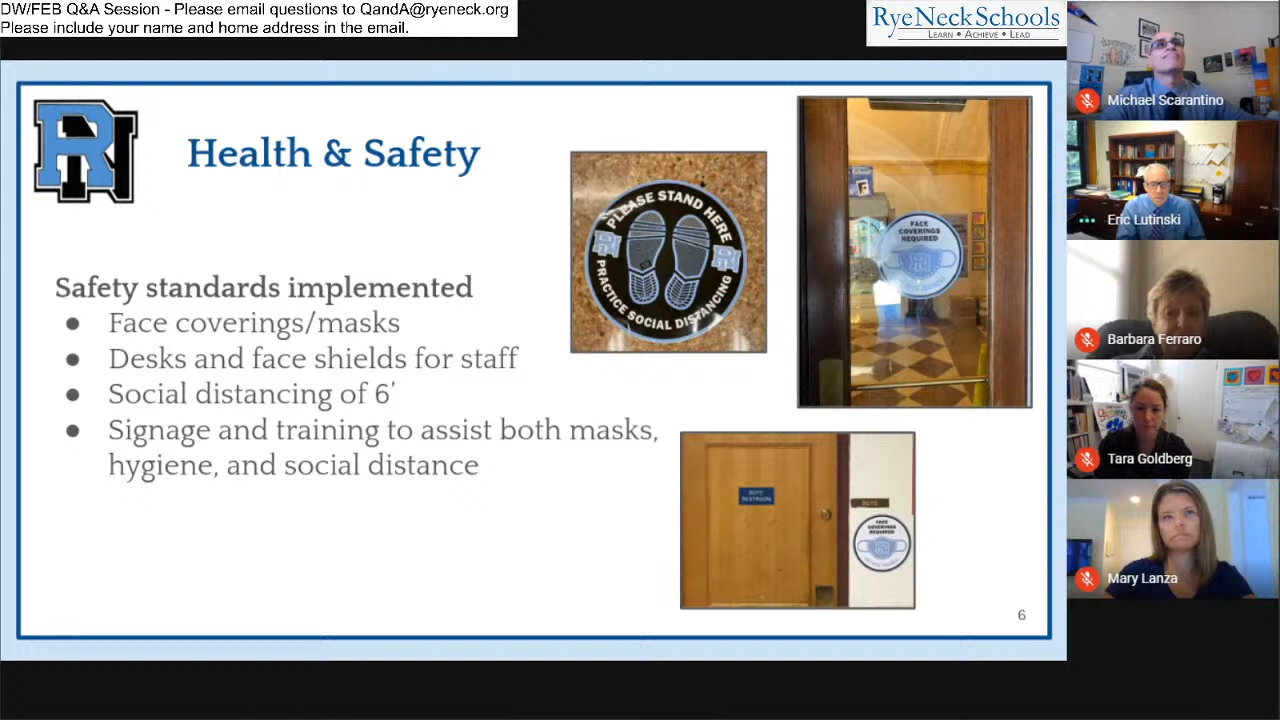 DW/FEB Q&A Session - Please email questions to QandA@ryeneck.org
Please include your name and home address in the email.
RyeNeckSchools
LEARN • ACHIEVE • LEAD
RN
Health & Safety
Safety standards implemented
● Face coverings/masks
● Desks and face shields for staff
● Social distancing of 6’
● Signage and training to assist both masks,
hygiene, and social distance
PLEASE STAND HERE
PRACTICE SOCIAL DISTANCING
FACE
COVERINGS
REQUIRED
BOYS
RESTROOM
BOYS
FACE
COVERINGS
REQUIRED
6
Michael Scarantino
Eric Lutinski
Barbara Ferraro
Tara Goldberg
Mary Lanza